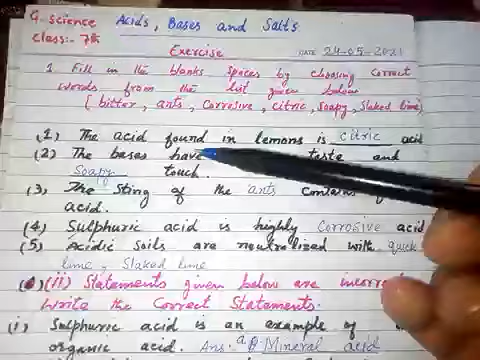 G. Science Acids, Bases and Salts
Class:- 7th
Exercise DATE 24-05-2021
1. Fill in the blanks spaces by choosing correct
words from the list given below
{ bitter, ants, Corrosive, citric, Soapy, Slaked lime
(1) The acid found in lemons is citric acid
(2) The bases have taste and
Soapy touch.
(3) The Sting of the ants contains
acid.
(4) Sulphuric acid is highly Corrosive acid
(5) Acidic Soils are neutralized with quick
lime, Slaked lime
(II) Statements given below are incorrect
Write the Correct Statements.
(i) Sulphuric acid is an example of
organic acid. Ans:- Mineral acid